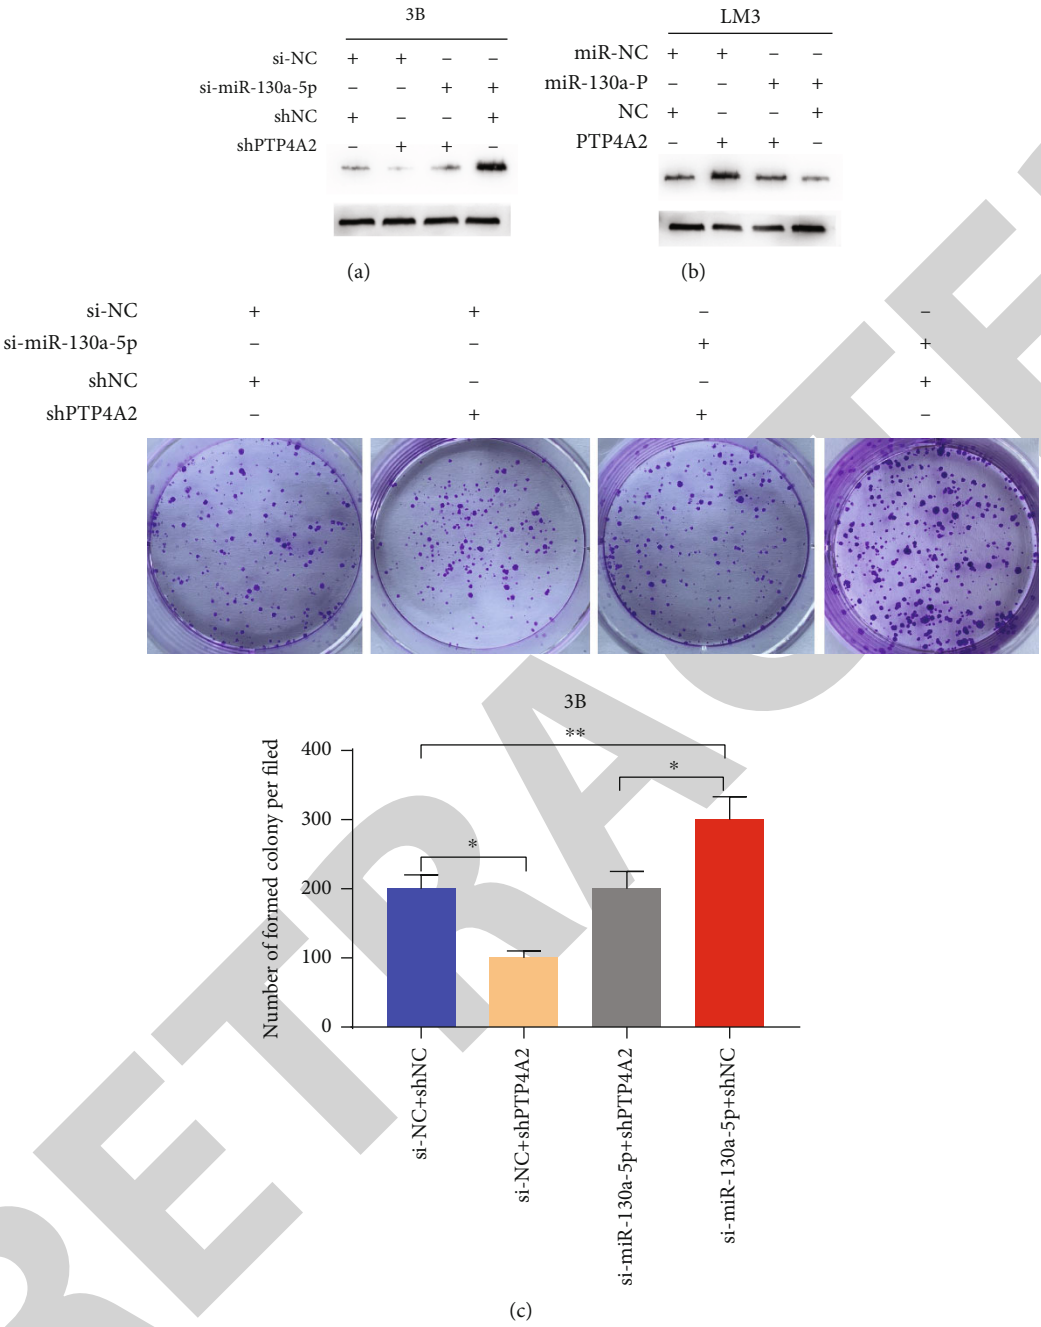 3B
si-NC + + – –
si-miR-130a-5p – – + +
shNC + – – +
shPTP4A2 – + + –
(a)
LM3
miR-NC + + – –
miR-130a-P – – + +
NC + – – +
PTP4A2 – + + –
(b)
si-NC + + – –
si-miR-130a-5p – – + +
shNC + – – +
shPTP4A2 – + + –
3B
Number of formed colony per filed
400
300
200
100
0
**
*
*
si-NC+shNC
si-NC+shPTP4A2
si-miR-130a-5p+shPTP4A2
si-miR-130a-5p+shNC
(c)
RETRACTE